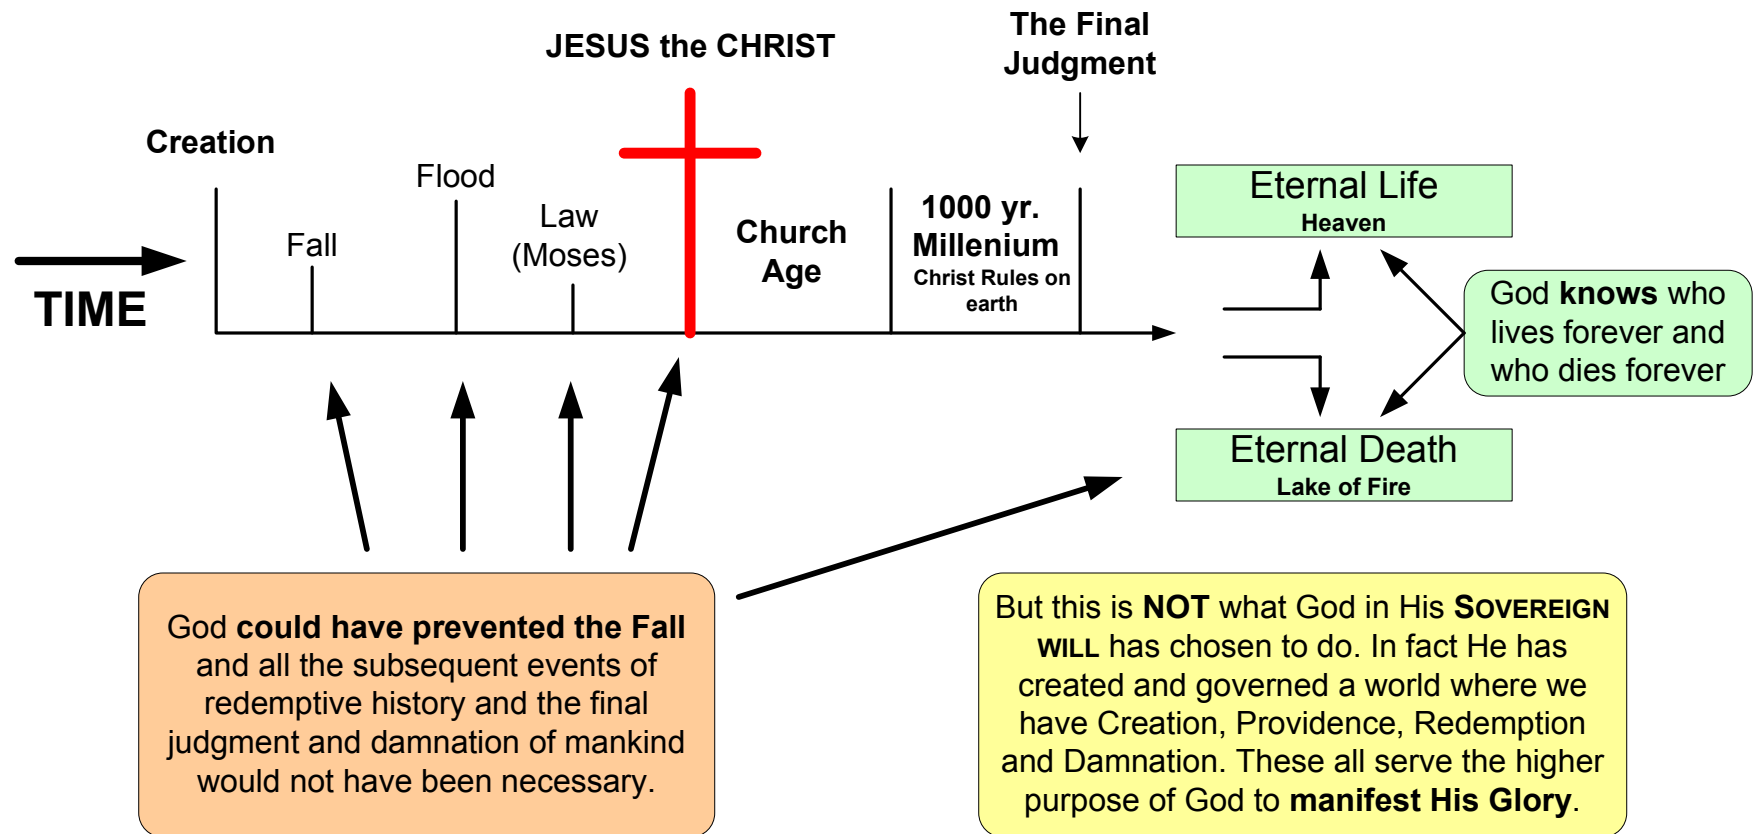 JESUS the CHRIST
The Final
Judgment
Creation
Flood
Fall
Law
(Moses)
Church
Age
1000 yr.
Millenium
Christ Rules on
earth
TIME
Eternal Life
Heaven
God knows who
lives forever and
who dies forever
Eternal Death
Lake of Fire
God could have prevented the Fall
and all the subsequent events of
redemptive history and the final
judgment and damnation of mankind
would not have been necessary.
But this is NOT what God in His SOVEREIGN
WILL has chosen to do. In fact He has
created and governed a world where we
have Creation, Providence, Redemption
and Damnation. These all serve the higher
purpose of God to manifest His Glory.